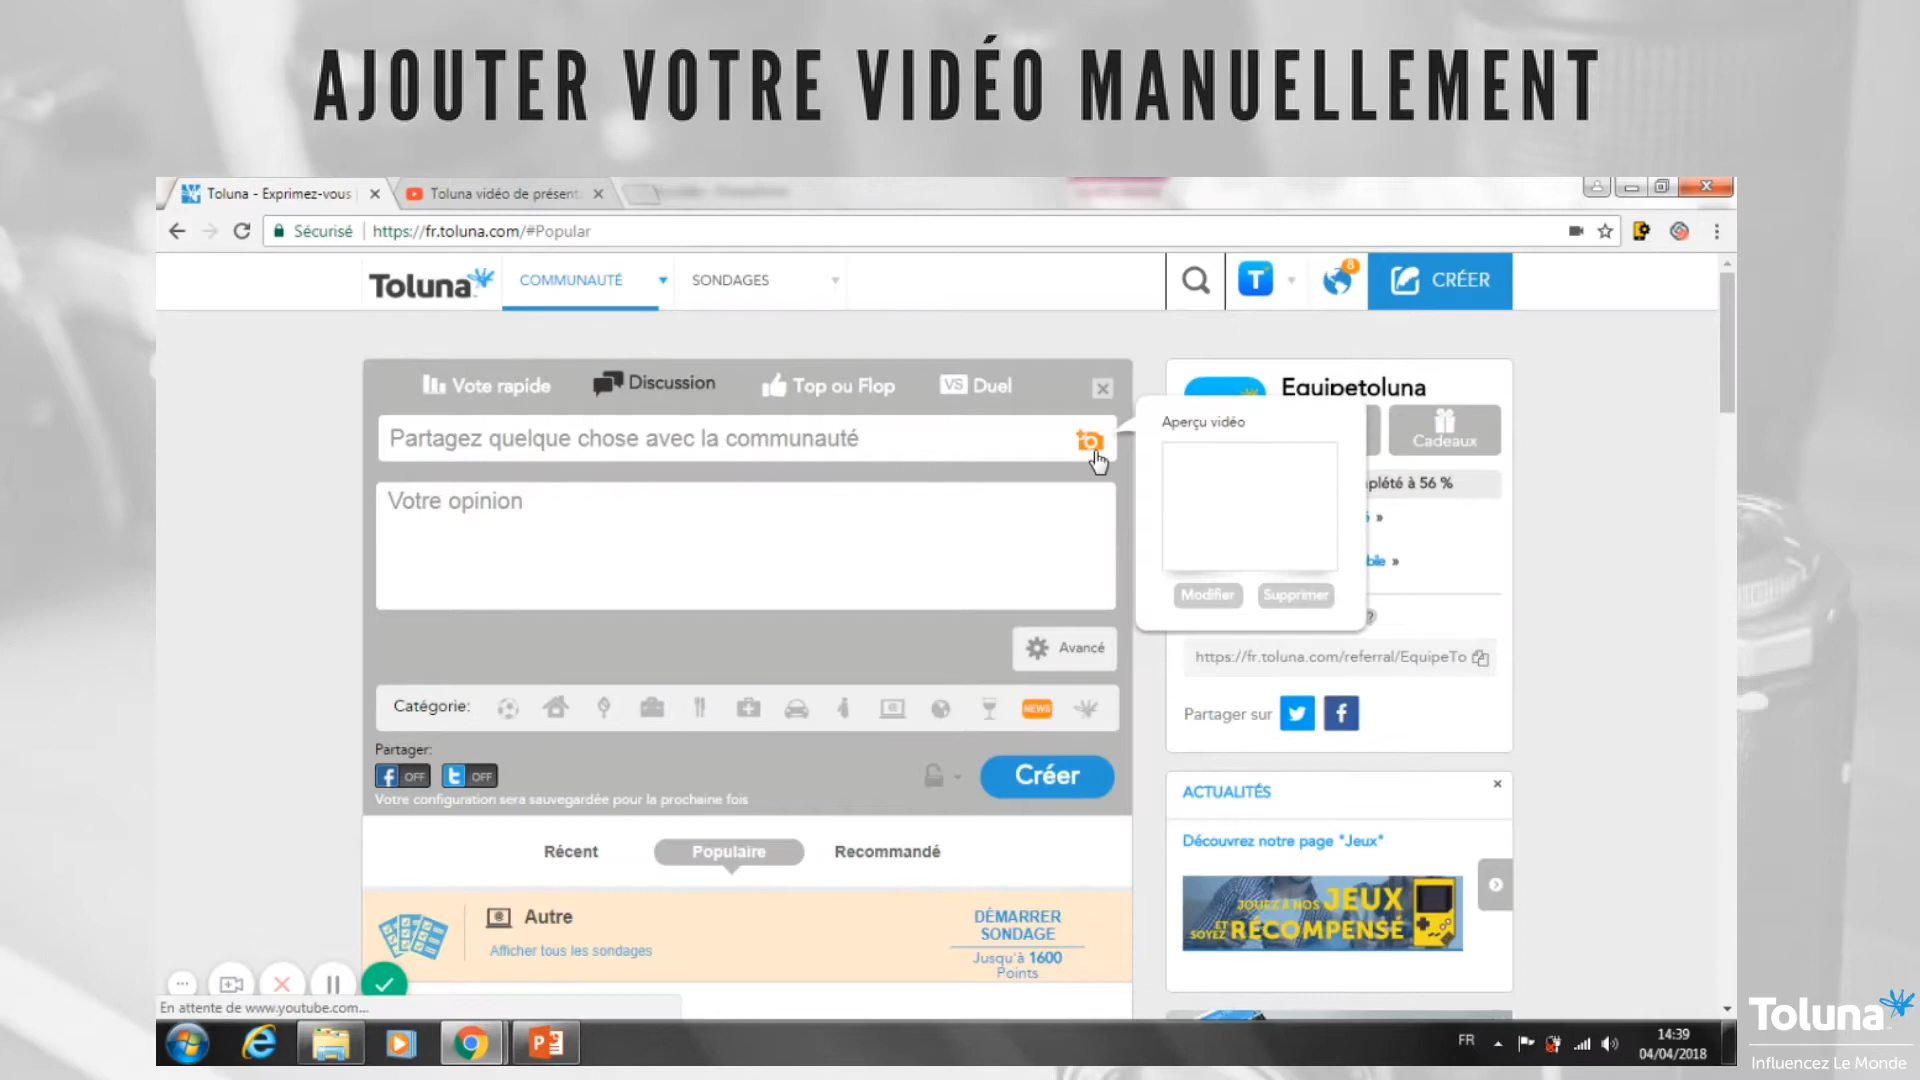 AJOUTER VOTRE VIDÉO MANUELLEMENT
Toluna - Exprimez-vous
Toluna vidéo de présent
Sécurisé
https://fr.toluna.com/#Popular
Toluna
COMMUNAUTÉ
SONDAGES
T
8
CRÉER
Vote rapide
Discussion
Top ou Flop
VS Duel
Partagez quelque chose avec la communauté
Votre opinion
Avancé
Catégorie:
NEWS
Partager:
f OFF
t OFF
Votre configuration sera sauvegardée pour la prochaine fois
Créer
Aperçu vidéo
Modifier
Supprimer
Equipetoluna
Cadeaux
plété à 56 %
»
bile »
?
https://fr.toluna.com/referral/EquipeTo
Partager sur
ACTUALITÉS
Découvrez notre page "Jeux"
JOUEZ À NOS JEUX
ET SOYEZ RÉCOMPENSÉ
Récent
Populaire
Recommandé
Autre
Afficher tous les sondages
DÉMARRER
SONDAGE
Jusqu'à 1600
Points
En attente de www.youtube.com...
FR
14:39
04/04/2018
Toluna
Influencez Le Monde